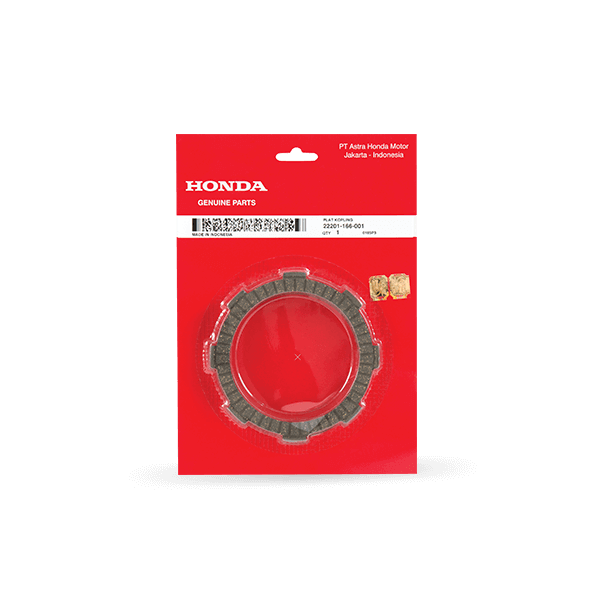 PT Astra Honda Motor
Jakarta - Indonesia
HONDA
GENUINE PARTS
PLAT KOPLING
22201-166-001
MADE IN INDONESIA
QTY 1